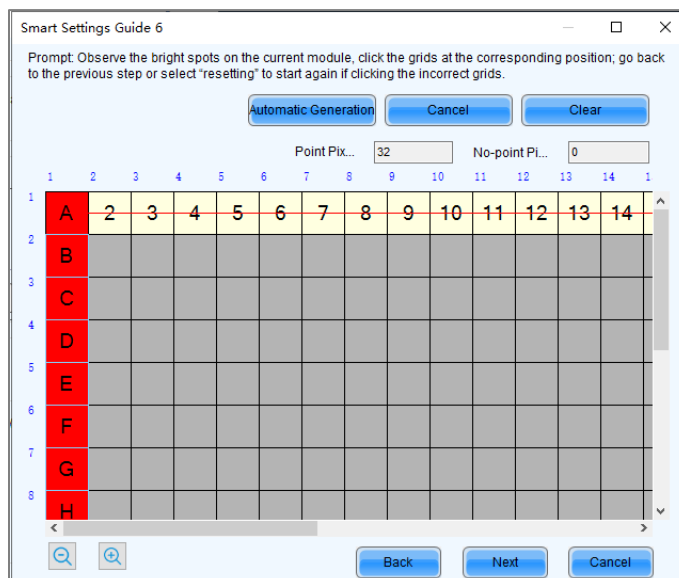 Smart Settings Guide 6
Prompt: Observe the bright spots on the current module, click the grids at the corresponding position; go back
to the previous step or select "resetting" to start again if clicking the incorrect grids.
Automatic Generation Cancel Clear
Point Pix... 32 No-point Pi... 0
1 2 3 4 5 6 7 8 9 10 11 12 13 14 1
1 A 2 3 4 5 6 7 8 9 10 11 12 13 14
2 B
3 C
4 D
5 E
6 F
7 G
8 H
Back Next Cancel